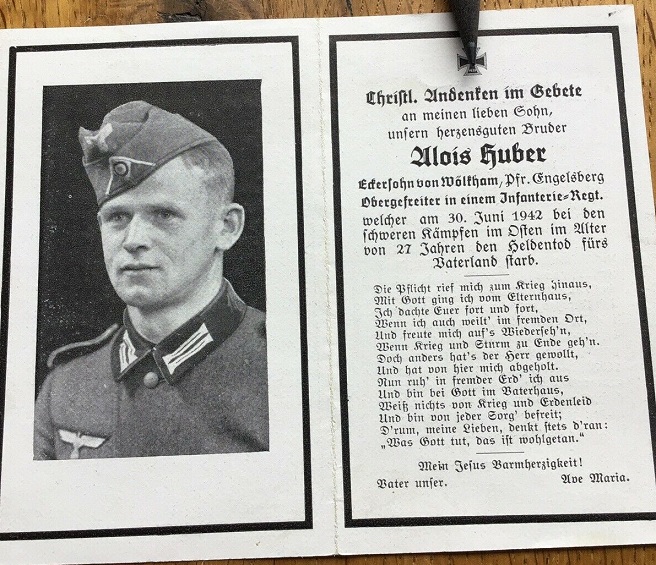 Christl. Andenken im Gebete
an meinen lieben Sohn,
unsern herzensguten Bruder
Alois Huber
Eckersohn von Wölkham, Pfr. Engelsberg
Obergefreiter in einem Infanterie=Regt.
welcher am 30. Juni 1942 bei den
schweren Kämpfen im Osten im Alter
von 27 Jahren den Heldentod fürs
Vaterland starb.
Die Pflicht rief mich zum Krieg hinaus,
Mit Gott ging ich vom Elternhaus,
Ich dachte Euer fort und fort,
Wenn ich auch weilt' im fremden Ort,
Und freute mich auf's Wiederseh'n,
Wenn Krieg und Sturm zu Ende geh'n.
Doch anders hat's der Herr gewollt,
Und hat von hier mich abgeholt.
Nun ruh' in fremder Erd' ich aus
Und bin bei Gott im Vaterhaus,
Weiß nichts von Krieg und Erdenleid
Und bin von jeder Sorg' befreit;
D'rum, meine Lieben, denkt stets d'ran:
„Was Gott tut, das ist wohlgetan.“
Mein Jesus Barmherzigkeit!
Vater unser. Ave Maria.